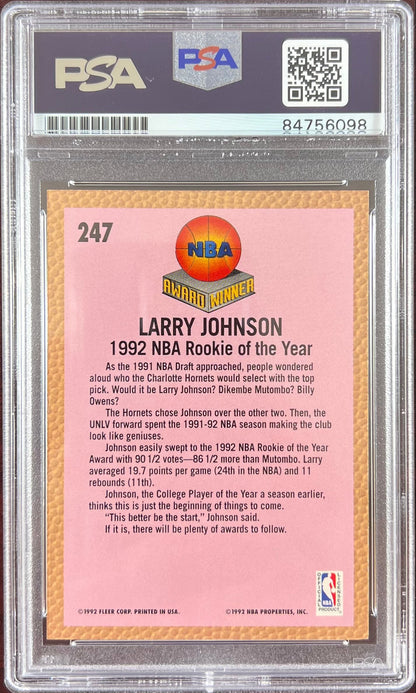 PSA
PSA
84756098
247
NBA
AWARD WINNER
LARRY JOHNSON
1992 NBA Rookie of the Year
As the 1991 NBA Draft approached, people wondered
aloud who the Charlotte Hornets would select with the top
pick. Would it be Larry Johnson? Dikembe Mutombo? Billy
Owens?
The Hornets chose Johnson over the other two. Then, the
UNLV forward spent the 1991-92 NBA season making the club
look like geniuses.
Johnson easily swept to the 1992 NBA Rookie of the Year
Award with 90 1/2 votes—86 1/2 more than Mutombo. Larry
averaged 19.7 points per game (24th in the NBA) and 11
rebounds (11th).
Johnson, the College Player of the Year a season earlier,
thinks this is just the beginning of things to come.
"This better be the start," Johnson said.
If it is, there will be plenty of awards to follow.
OFFICIAL LICENSED
NBA
PRODUCT
©1992 FLEER CORP. PRINTED IN USA. ©1992 NBA PROPERTIES, INC.